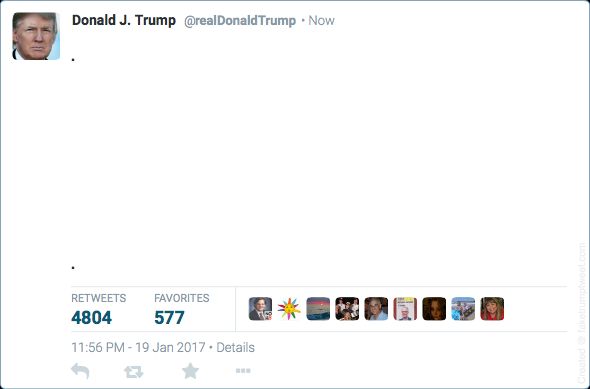 Donald J. Trump @realDonaldTrump • Now
.
.
RETWEETS FAVORITES
4804 577
11:56 PM - 19 Jan 2017 • Details
Created @ faketrumptweet.com